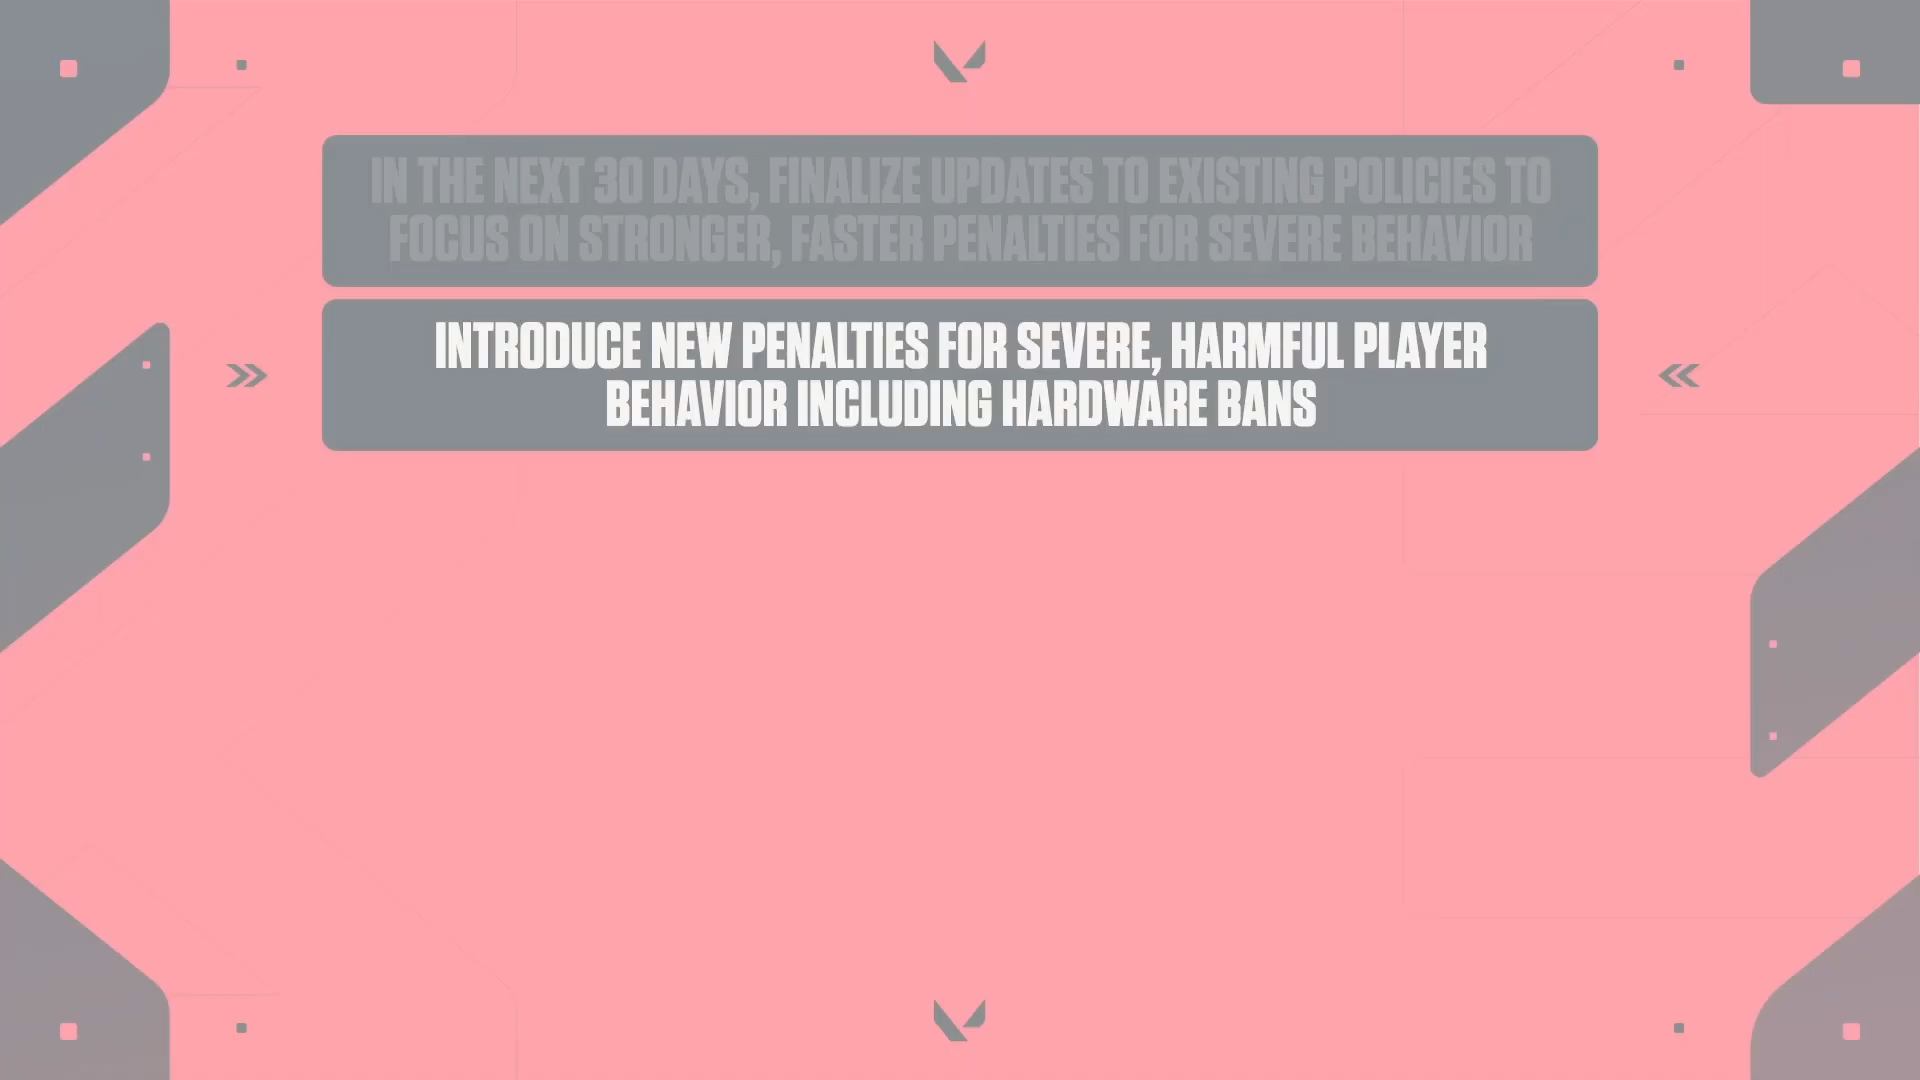 IN THE NEXT 30 DAYS, FINALIZE UPDATES TO EXISTING POLICIES TO
FOCUS ON STRONGER, FASTER PENALTIES FOR SEVERE BEHAVIOR
INTRODUCE NEW PENALTIES FOR SEVERE, HARMFUL PLAYER
BEHAVIOR INCLUDING HARDWARE BANS